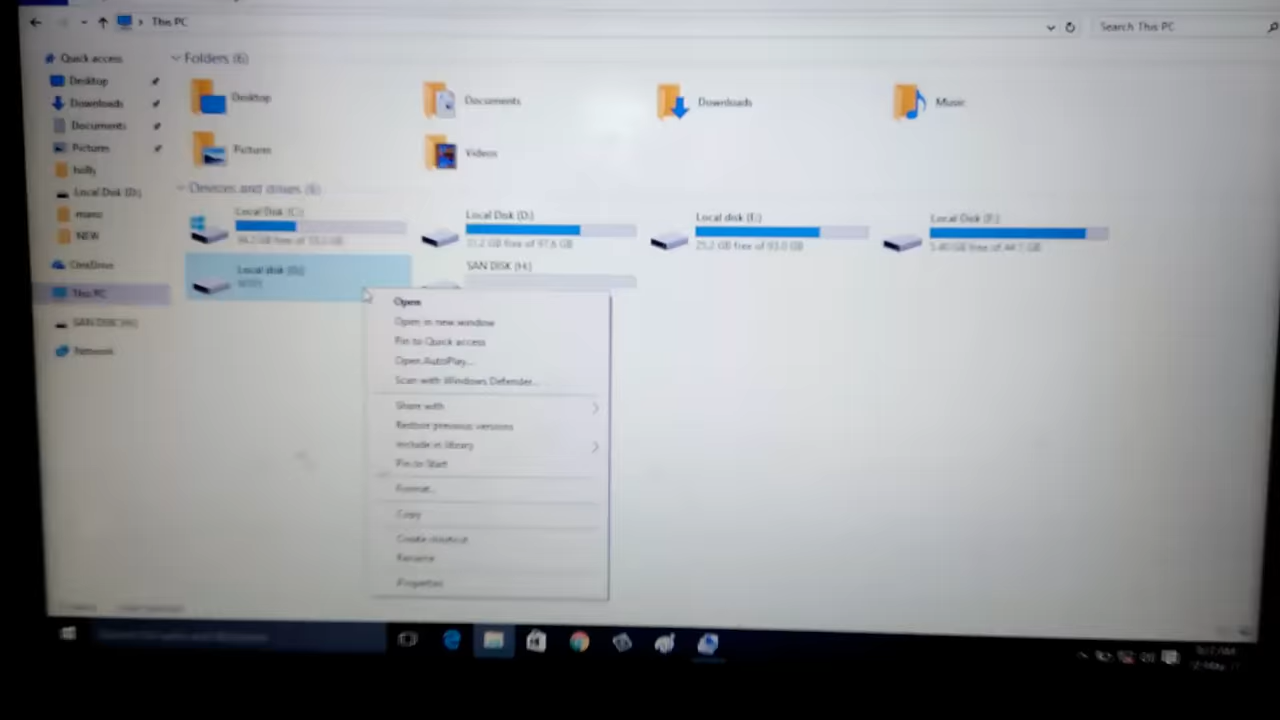 This PC
Search This PC
Quick access
Desktop
Downloads
Documents
Pictures
holly
Local Disk (D:)
mano
NEW
OneDrive
This PC
SAN DISK (H:)
Network
Folders (6)
Desktop
Documents
Downloads
Music
Pictures
Videos
Devices and drives (6)
Local Disk (C:)
Local Disk (D:)
31.2 GB free of 97.6 GB
Local disk (E:)
25.2 GB free of 93.0 GB
Local Disk (F:)
5.40 GB free of 44.1 GB
Local disk (G:)
NTFS
SAN DISK (H:)
Open
Open in new window
Pin to Quick access
Open AutoPlay...
Scan with Windows Defender...
Share with
Restore previous versions
Include in library
Pin to Start
Format...
Copy
Create shortcut
Rename
Properties